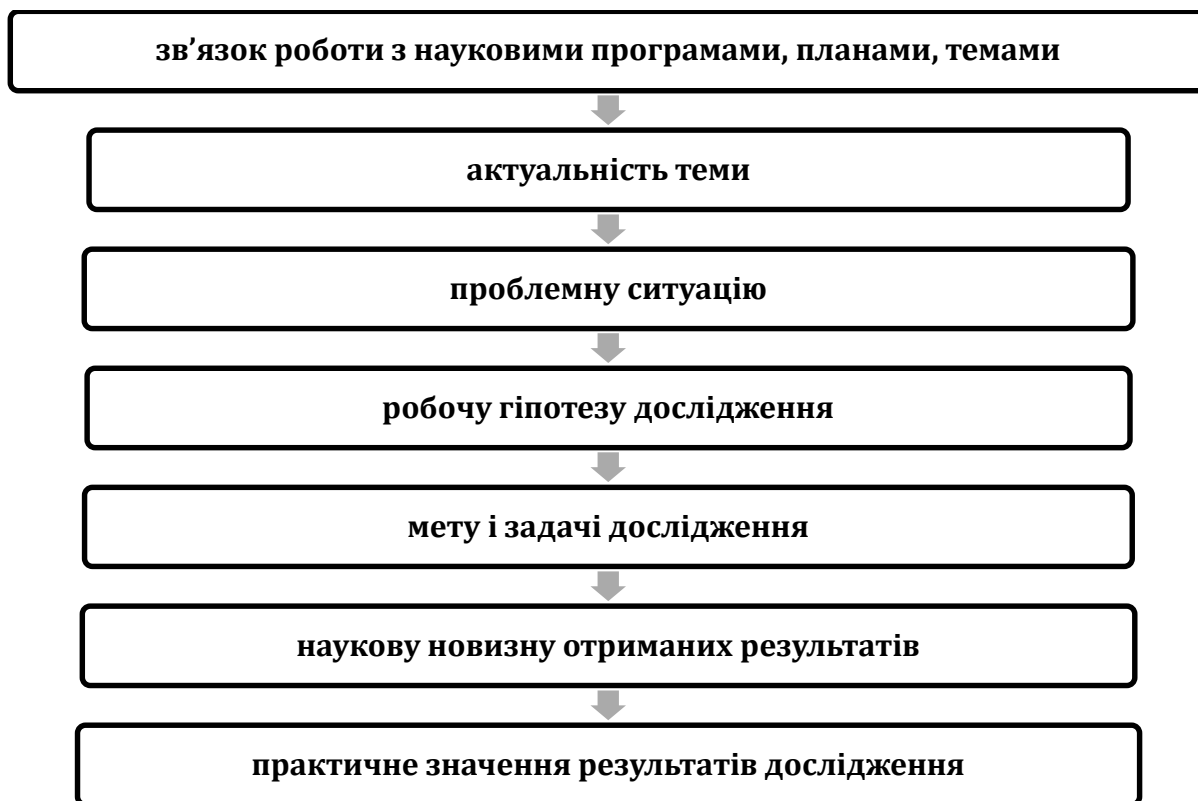 зв’язок роботи з науковими програмами, планами, темами
актуальність теми
проблемну ситуацію
робочу гіпотезу дослідження
мету і задачі дослідження
наукову новизну отриманих результатів
практичне значення результатів дослідження